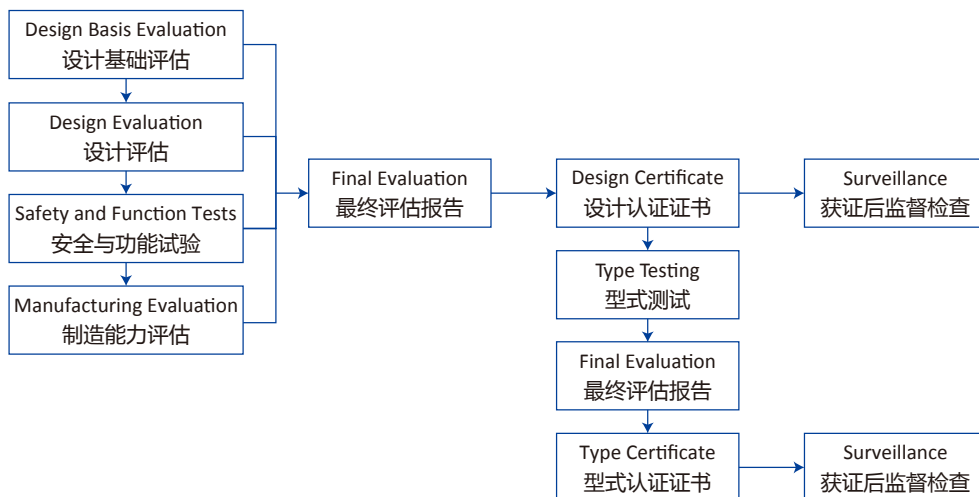 Design Basis Evaluation
设计基础评估
Design Evaluation
设计评估
Safety and Function Tests
安全与功能试验
Manufacturing Evaluation
制造能力评估
Final Evaluation
最终评估报告
Design Certificate
设计认证证书
Surveillance
获证后监督检查
Type Testing
型式测试
Final Evaluation
最终评估报告
Type Certificate
型式认证证书
Surveillance
获证后监督检查